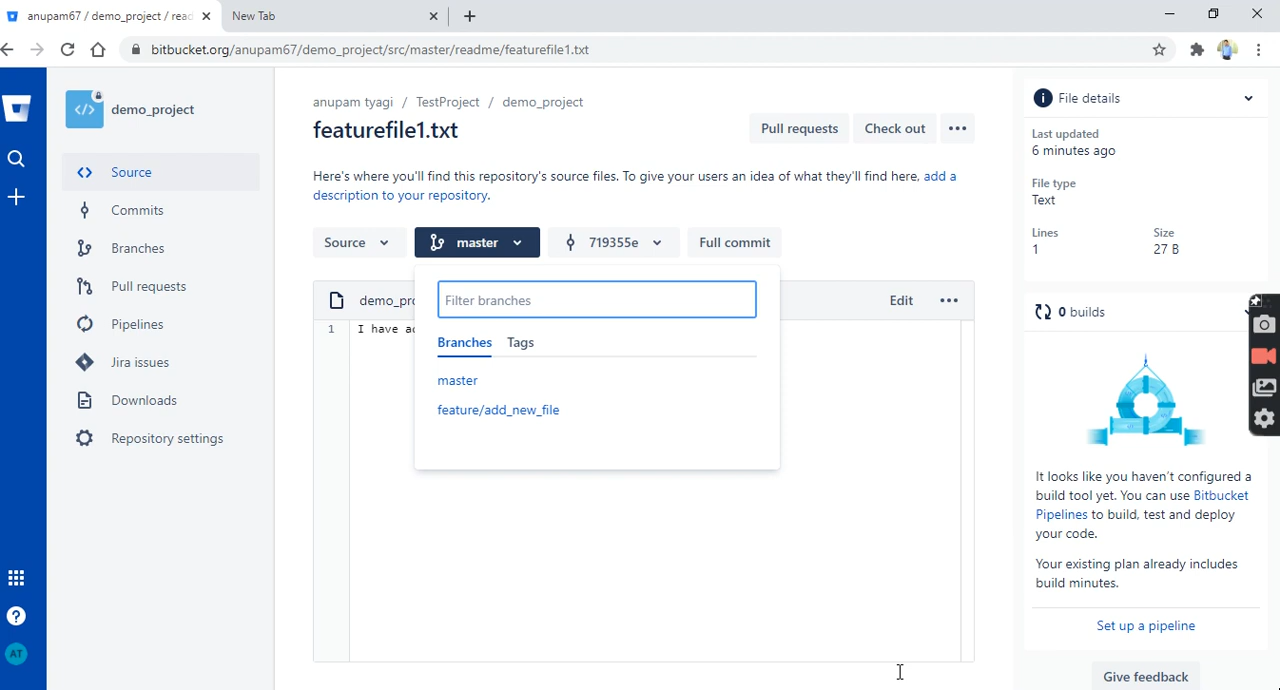 anupam67 / demo_project / read
New Tab
bitbucket.org/anupam67/demo_project/src/master/readme/featurefile1.txt
demo_project
Source
Commits
Branches
Pull requests
Pipelines
Jira issues
Downloads
Repository settings
AT
anupam tyagi / TestProject / demo_project
featurefile1.txt
Pull requests
Check out
Here's where you'll find this repository's source files. To give your users an idea of what they'll find here, add a
description to your repository.
Source
master
719355e
Full commit
demo_pro
Edit
1 I have ad
Filter branches
Branches Tags
master
feature/add_new_file
File details
Last updated
6 minutes ago
File type
Text
Lines Size
1 27 B
0 builds
It looks like you haven't configured a
build tool yet. You can use Bitbucket
Pipelines to build, test and deploy
your code.
Your existing plan already includes
build minutes.
Set up a pipeline
Give feedback